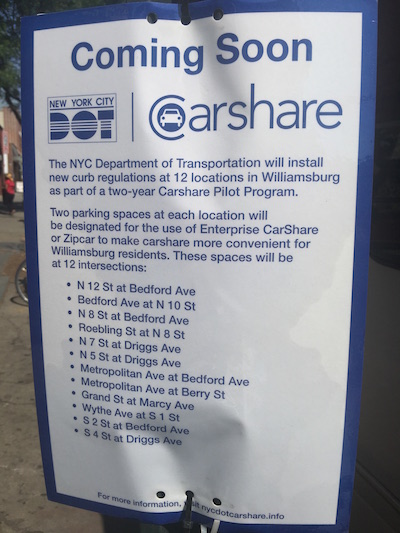 Coming Soon
NEW YORK CITY
DOT
Carshare
The NYC Department of Transportation will install
new curb regulations at 12 locations in Williamsburg
as part of a two-year Carshare Pilot Program.
Two parking spaces at each location will
be designated for the use of Enterprise CarShare
or Zipcar to make carshare more convenient for
Williamsburg residents. These spaces will be
at 12 intersections:
• N 12 St at Bedford Ave
• Bedford Ave at N 10 St
• N 8 St at Bedford Ave
• Roebling St at N 8 St
• N 7 St at Driggs Ave
• N 5 St at Driggs Ave
• Metropolitan Ave at Bedford Ave
• Metropolitan Ave at Berry St
• Grand St at Marcy Ave
• Wythe Ave at S 1 St
• S 2 St at Bedford Ave
• S 4 St at Driggs Ave
For more information, visit nycdotcarshare.info